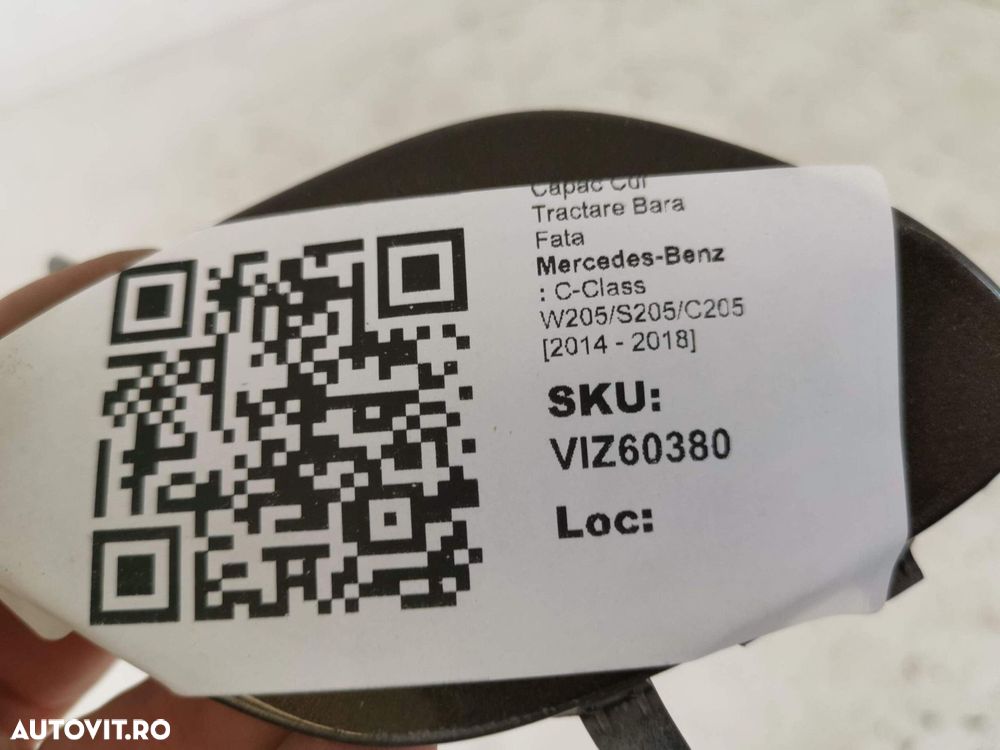 Capac Cui
Tractare Bara
Fata
Mercedes-Benz
: C-Class
W205/S205/C205
[2014 - 2018]
SKU:
VIZ60380
Loc:
AUTOVIT.RO